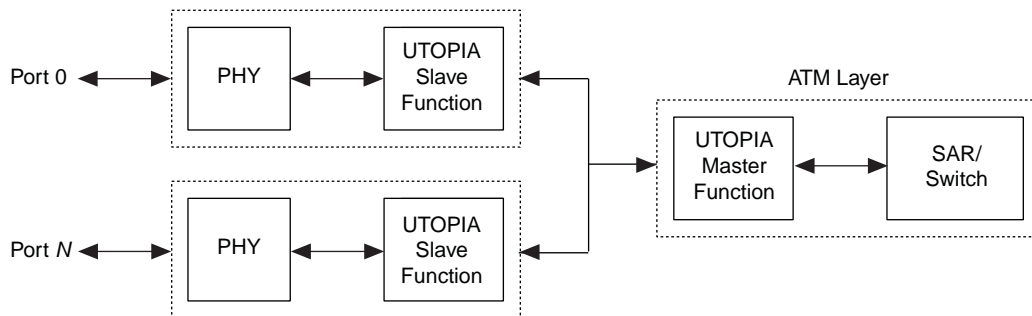 Port 0
PHY
UTOPIA
Slave
Function
ATM Layer
UTOPIA
Master
Function
SAR/
Switch
Port N
PHY
UTOPIA
Slave
Function